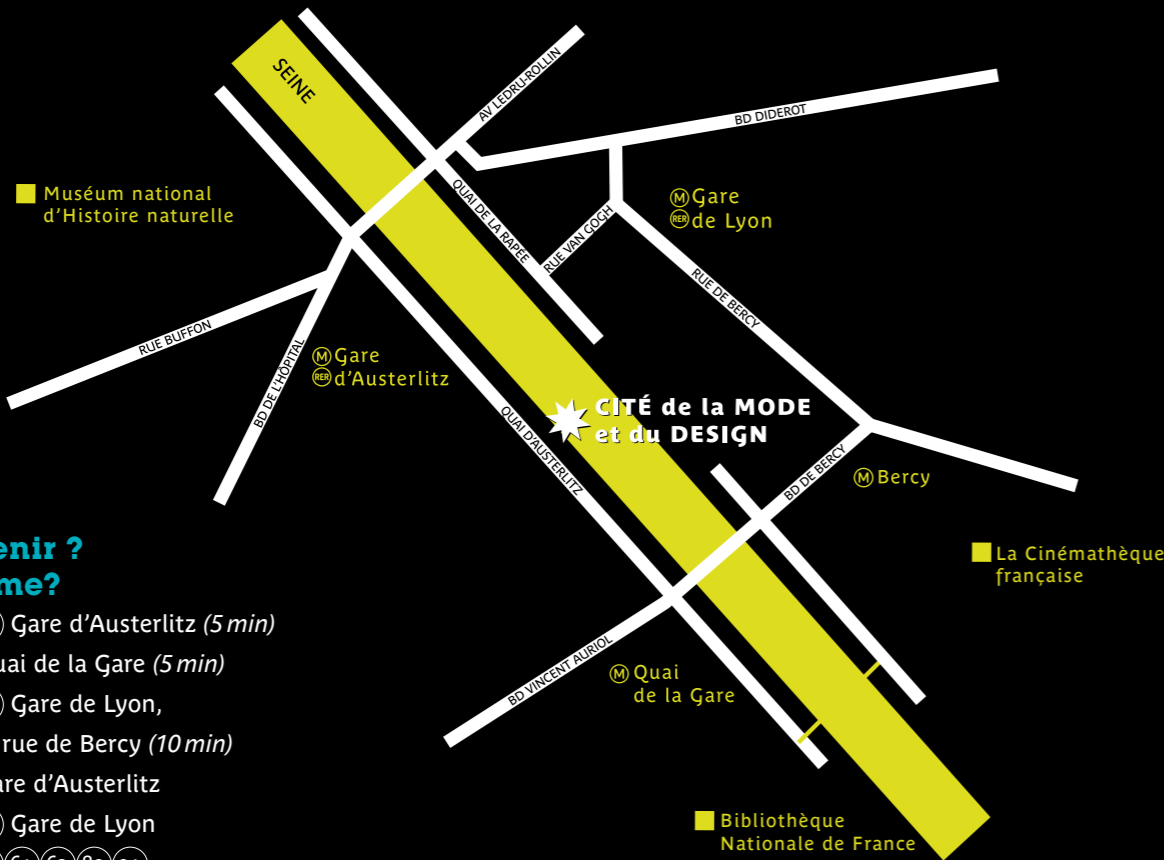 SEINE
AV LEDRU-ROLLIN
BD DIDEROT
Muséum national
d'Histoire naturelle
QUAI DE LA RAPÉE
RUE VAN GOGH
M Gare
RER de Lyon
RUE DE BERCY
RUE BUFFON
BD DE L'HÔPITAL
M Gare
RER d'Austerlitz
QUAI D'AUSTERLITZ
CITÉ de la MODE
et du DESIGN
BD DE BERCY
M Bercy
La Cinémathèque
française
BD VINCENT AURIOL
M Quai
de la Gare
Bibliothèque
Nationale de France
enir ?
me?
Gare d'Austerlitz (5 min)
uai de la Gare (5 min)
Gare de Lyon,
rue de Bercy (10 min)
are d'Austerlitz
Gare de Lyon